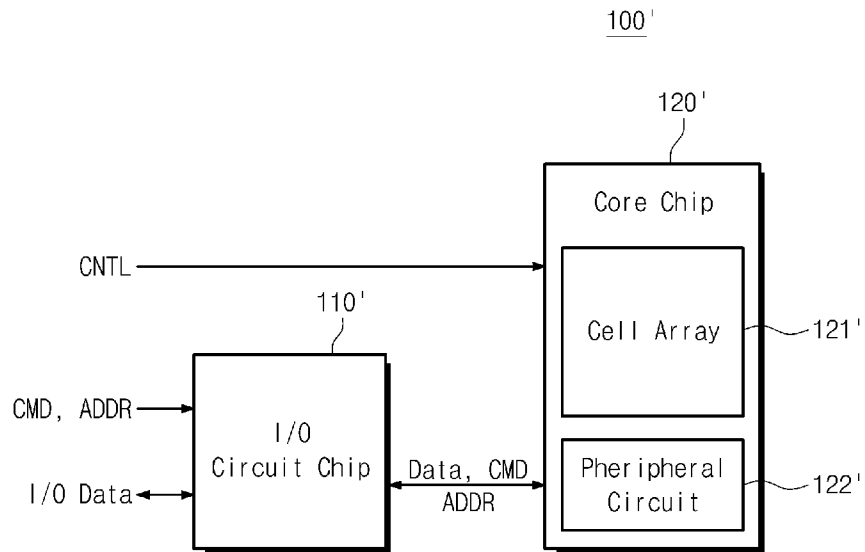 100'
120'
Core Chip
CNTL
110'
Cell Array
121'
CMD, ADDR
I/O
Circuit Chip
Data, CMD
ADDR
I/O Data
Pheripheral
Circuit
122'